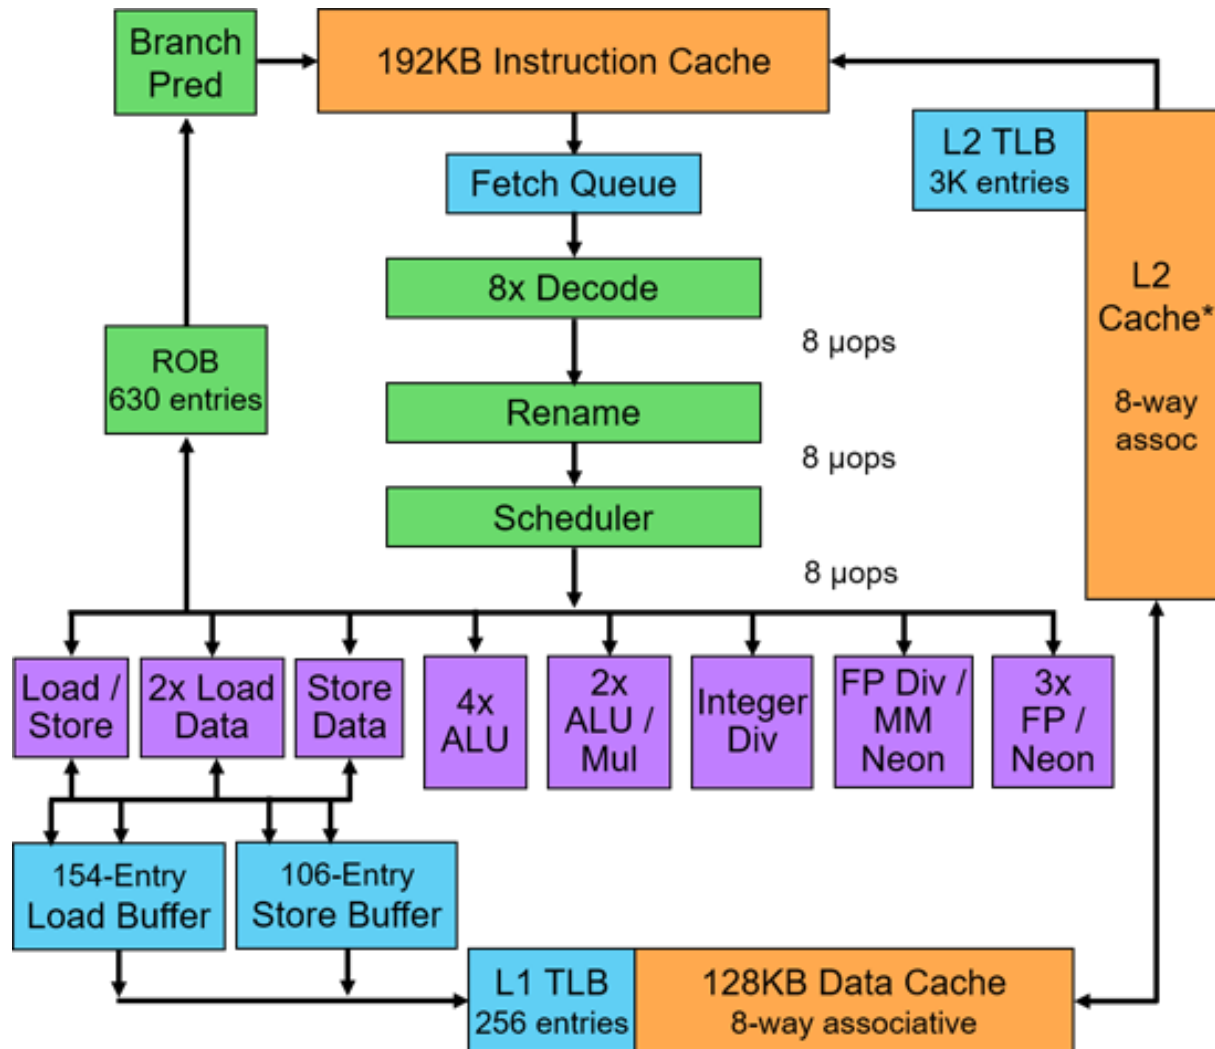 Branch
Pred
192KB Instruction Cache
L2 TLB
3K entries
Fetch Queue
8x Decode
L2
Cache*
8-way
assoc
8 µops
ROB
630 entries
Rename
8 µops
Scheduler
8 µops
Load /
Store
2x Load
Data
Store
Data
4x
ALU
2x
ALU /
Mul
Integer
Div
FP Div /
MM
Neon
3x
FP /
Neon
154-Entry
Load Buffer
106-Entry
Store Buffer
L1 TLB
256 entries
128KB Data Cache
8-way associative